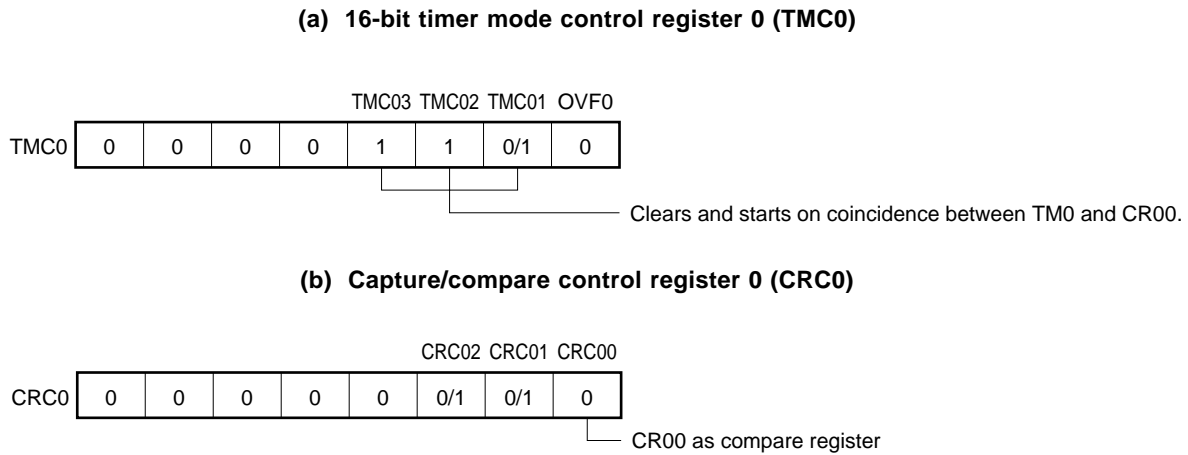 (a) 16-bit timer mode control register 0 (TMC0)
TMC03 TMC02 TMC01 OVF0
TMC0 0 0 0 0 1 1 0/1 0
Clears and starts on coincidence between TM0 and CR00.
(b) Capture/compare control register 0 (CRC0)
CRC02 CRC01 CRC00
CRC0 0 0 0 0 0 0/1 0/1 0
CR00 as compare register